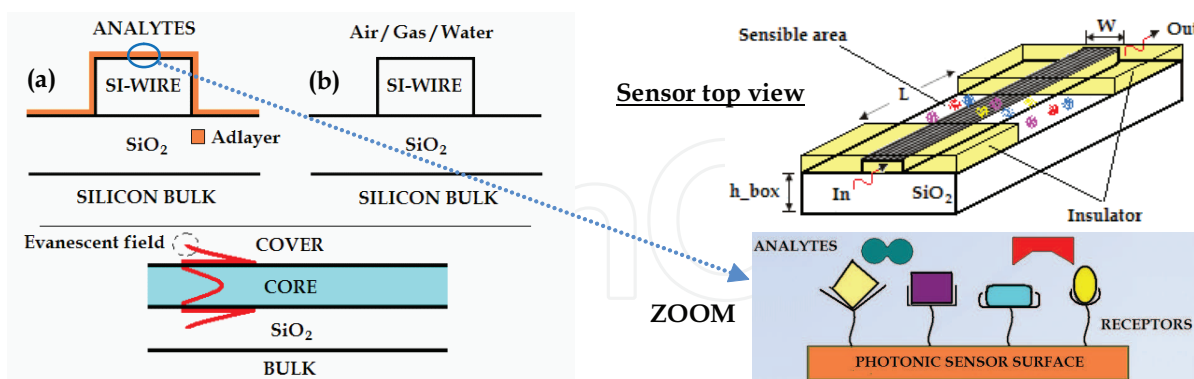 ANALYTES
(a)
SI-WIRE
Adlayer
SiO2
SILICON BULK
Air / Gas / Water
(b)
SI-WIRE
SiO2
SILICON BULK
Evanescent field
COVER
CORE
SiO2
BULK
Sensor top view
Sensible area
W
Out
L
h_box
In
SiO2
Insulator
ZOOM
ANALYTES
RECEPTORS
PHOTONIC SENSOR SURFACE